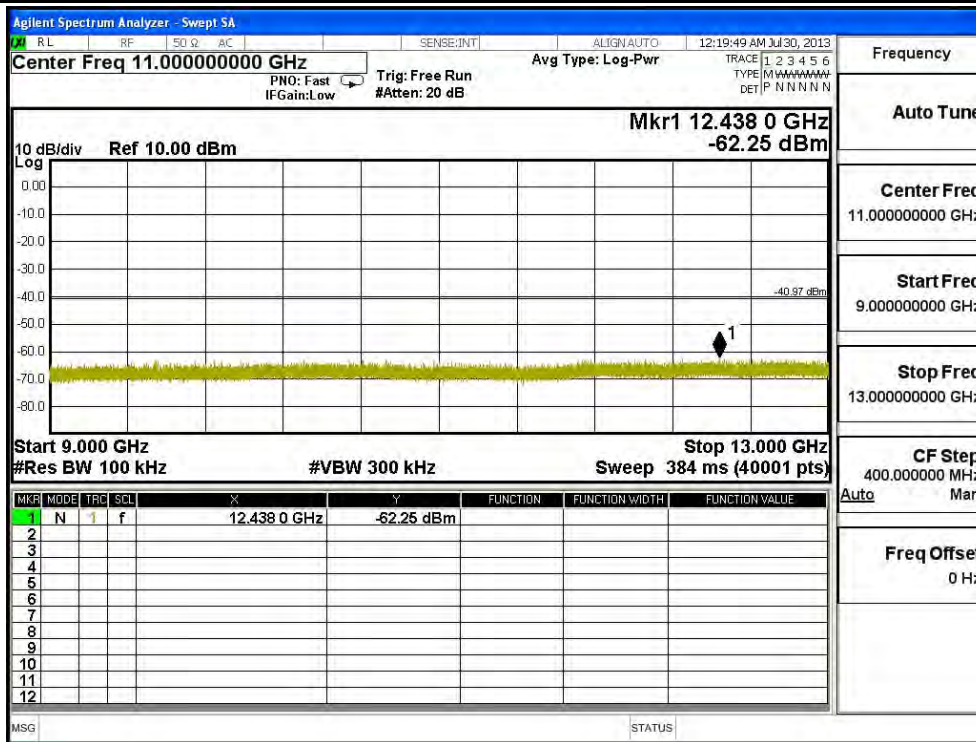 Agilent Spectrum Analyzer - Swept SA
RL RF 50 Ω AC SENSE:INT ALIGN AUTO 12:19:49 AM Jul 30, 2013
Center Freq 11.000000000 GHz
PNO: Fast
IFGain:Low
Trig: Free Run
#Atten: 20 dB
Avg Type: Log-Pwr
TRACE 1 2 3 4 5 6
TYPE M
DET P N N N N N
Mkr1 12.438 0 GHz
-62.25 dBm
10 dB/div Ref 10.00 dBm
Log
0.00
-10.0
-20.0
-30.0
-40.0
-40.97 dBm
-50.0
1
-60.0
-70.0
-80.0
Start 9.000 GHz Stop 13.000 GHz
#Res BW 100 kHz #VBW 300 kHz Sweep 384 ms (40001 pts)
MKR MODE TRC SCL X Y FUNCTION FUNCTION WIDTH FUNCTION VALUE
1 N 1 f 12.438 0 GHz -62.25 dBm
2
3
4
5
6
7
8
9
10
11
12
MSG STATUS
Frequency
Auto Tune
Center Freq
11.000000000 GHz
Start Freq
9.000000000 GHz
Stop Freq
13.000000000 GHz
CF Step
400.000000 MHz
Auto Man
Freq Offset
0 Hz